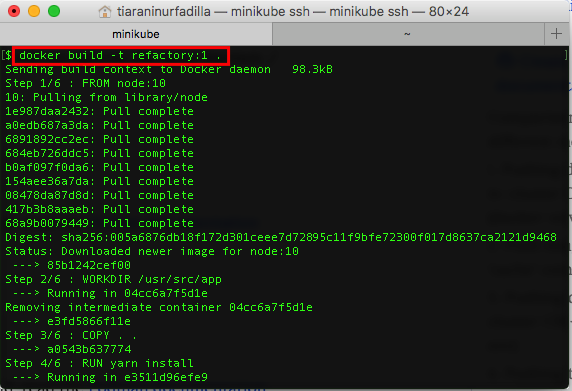 tiaraninurfadilla — minikube ssh — minikube ssh — 80×24
minikube
~
+
[$ docker build -t refactory:1 . ]
Sending build context to Docker daemon   98.3kB
Step 1/6 : FROM node:10
10: Pulling from library/node
1e987daa2432: Pull complete
a0edb687a3da: Pull complete
6891892cc2ec: Pull complete
684eb726ddc5: Pull complete
b0af097f0da6: Pull complete
154aee36a7da: Pull complete
08478da87d8d: Pull complete
417b3b8aaaeb: Pull complete
68a9b0079449: Pull complete
Digest: sha256:005a6876db18f172d301ceee7d72895c11f9bfe72300f017d8637ca2121d9468
Status: Downloaded newer image for node:10
 ---> 85b1242cef00
Step 2/6 : WORKDIR /usr/src/app
 ---> Running in 04cc6a7f5d1e
Removing intermediate container 04cc6a7f5d1e
 ---> e3fd5866f11e
Step 3/6 : COPY . .
 ---> a0543b637774
Step 4/6 : RUN yarn install
 ---> Running in e3511d96efe9